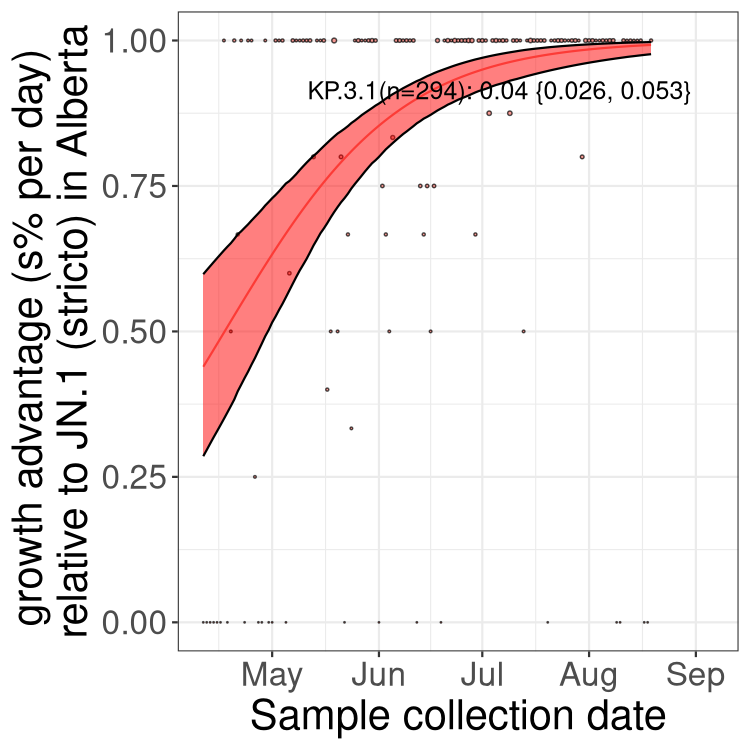 growth advantage (s% per day)
relative to JN.1 (stricto) in Alberta
1.00
0.75
0.50
0.25
0.00
KP.3.1(n=294): 0.04 {0.026, 0.053}
May Jun Jul Aug Sep
Sample collection date